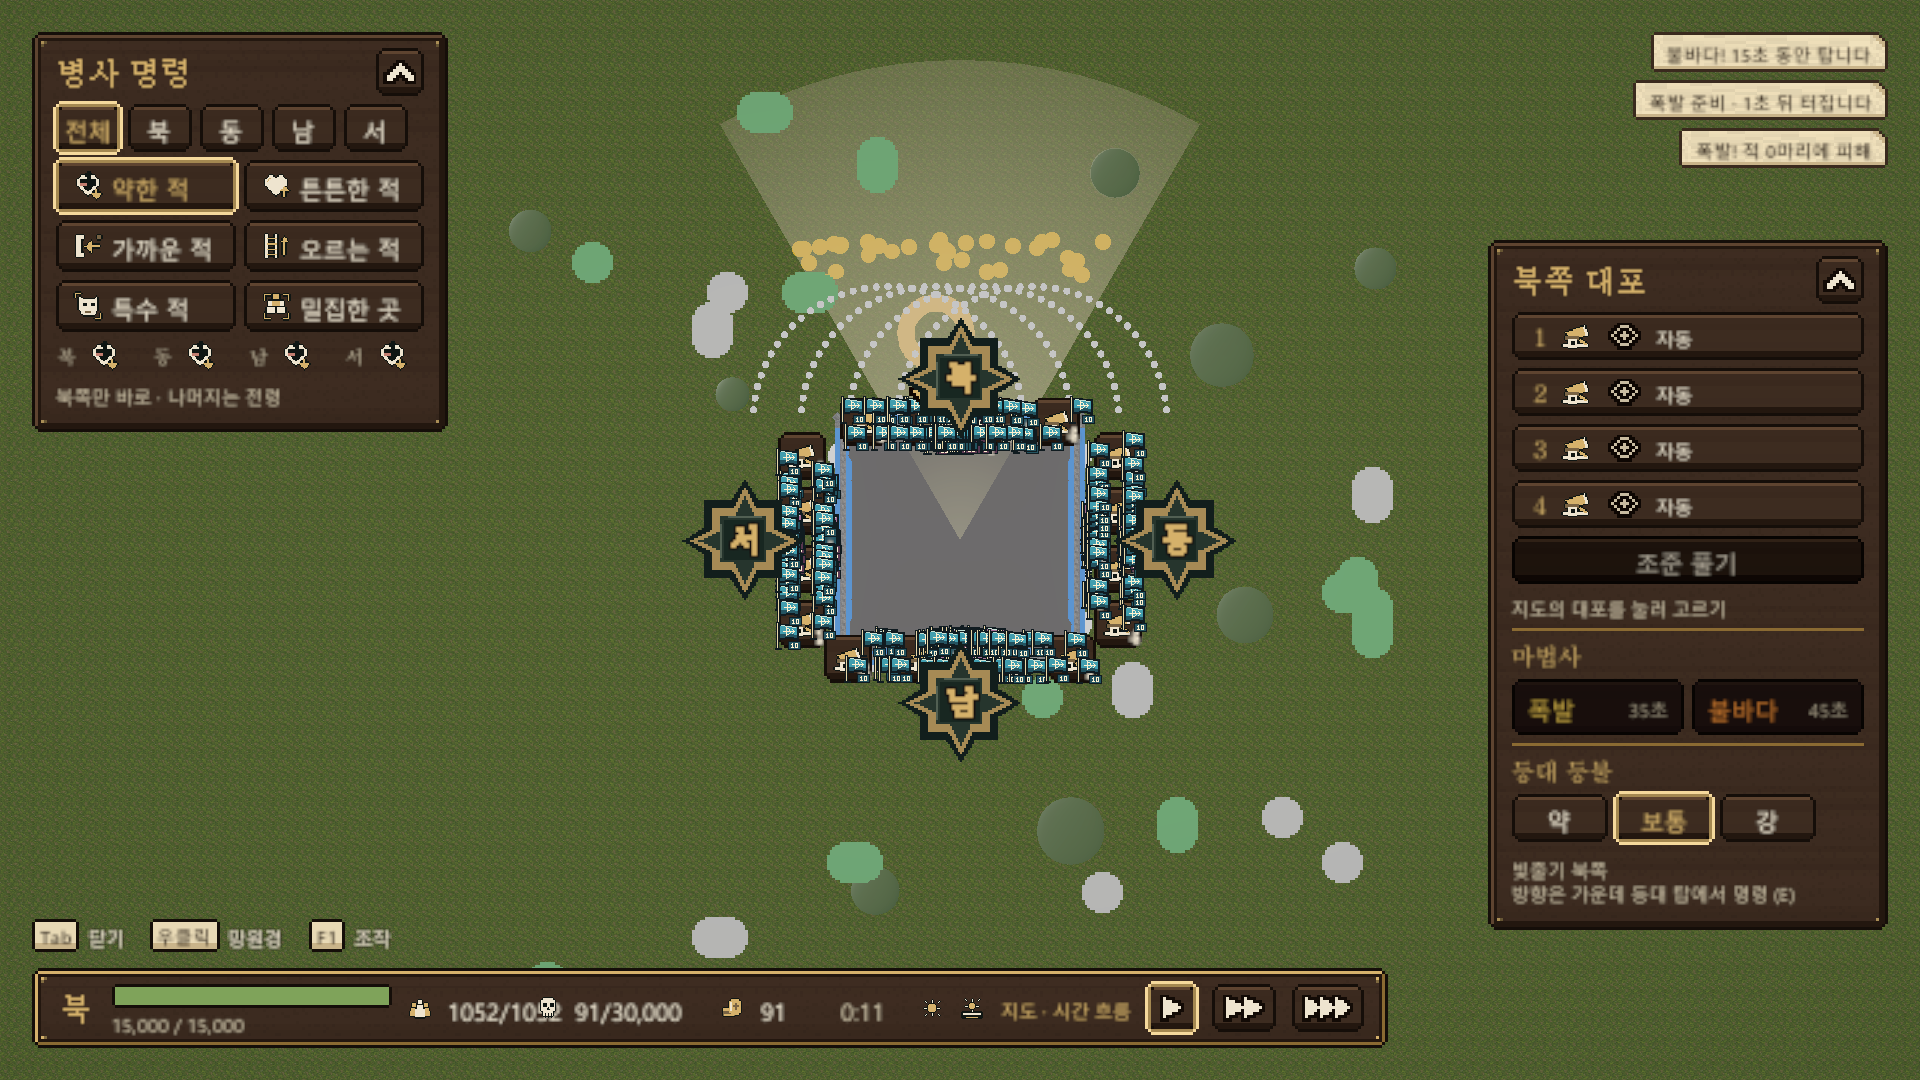 병사 명령
전체 북 동 남 서
약한 적 튼튼한 적
가까운 적 오르는 적
특수 적 밀집한 곳
북 동 남 서
북쪽만 바로 · 나머지는 전령
불바다! 15초 동안 탑니다
폭발 준비 · 1초 뒤 터집니다
폭발! 적 0마리에 피해
북
서
동
남
북쪽 대포
1 자동
2 자동
3 자동
4 자동
조준 풀기
지도의 대포를 눌러 고르기
마법사
폭발 35초 불바다 45초
등대 등불
약 보통 강
빛줄기 북쪽
방향은 가운데 등대 탑에서 명령 (E)
Tab 닫기 우클릭 망원경 F1 조작
북 15,000 / 15,000 91/30,000 91 0:11 지도 · 시간 흐름